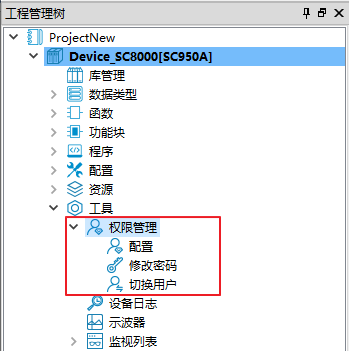 工程管理树
ProjectNew
Device_SC8000[SC950A]
库管理
数据类型
函数
功能块
程序
配置
资源
工具
权限管理
配置
修改密码
切换用户
设备日志
示波器
监视列表